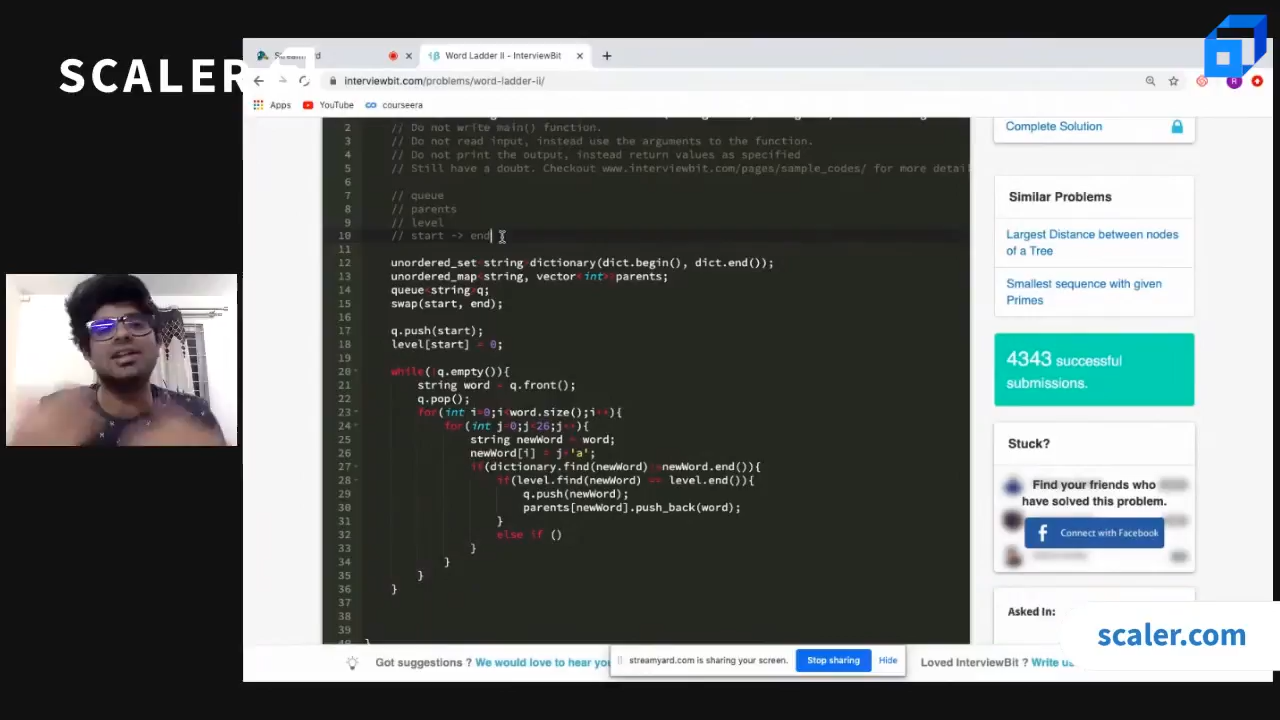 SCALER
Word Ladder II - InterviewBit
interviewbit.com/problems/word-ladder-ii/
Apps YouTube courseera
2 // Do not write main() function.
3 // Do not read input, instead use the arguments to the function.
4 // Do not print the output, instead return values as specified
5 // Still have a doubt. Checkout www.interviewbit.com/pages/sample_codes/ for more detail
6
7 // queue
8 // parents
9 // level
10 // start -> end
11
12 unordered_set<string>dictionary(dict.begin(), dict.end());
13 unordered_map<string, vector<int>>parents;
14 queue<string>q;
15 swap(start, end);
16
17 q.push(start);
18 level[start] = 0;
19
20 while(!q.empty()){
21 string word = q.front();
22 q.pop();
23 for(int i=0;i<word.size();i++){
24 for(int j=0;j<26;j++){
25 string newWord = word;
26 newWord[i] = j+'a';
27 if(dictionary.find(newWord)!=newWord.end()){
28 if(level.find(newWord) == level.end()){
29 q.push(newWord);
30 parents[newWord].push_back(word);
31 }
32 else if ()
33 }
34 }
35 }
36 }
37
38
39
}
Complete Solution
Similar Problems
Largest Distance between nodes
of a Tree
Smallest sequence with given
Primes
4343 successful
submissions.
Stuck?
Find your friends who
have solved this problem.
Connect with Facebook
Asked In:
scaler.com
Got suggestions ? We would love to hear you
streamyard.com is sharing your screen. Stop sharing Hide
Loved InterviewBit ? Write us